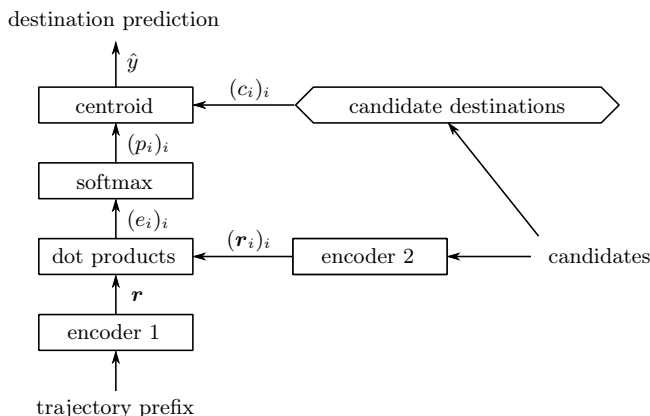 destination prediction
ŷ
centroid
(c_i)_i
candidate destinations
(p_i)_i
softmax
(e_i)_i
dot products
(r_i)_i
encoder 2
candidates
r
encoder 1
trajectory prefix